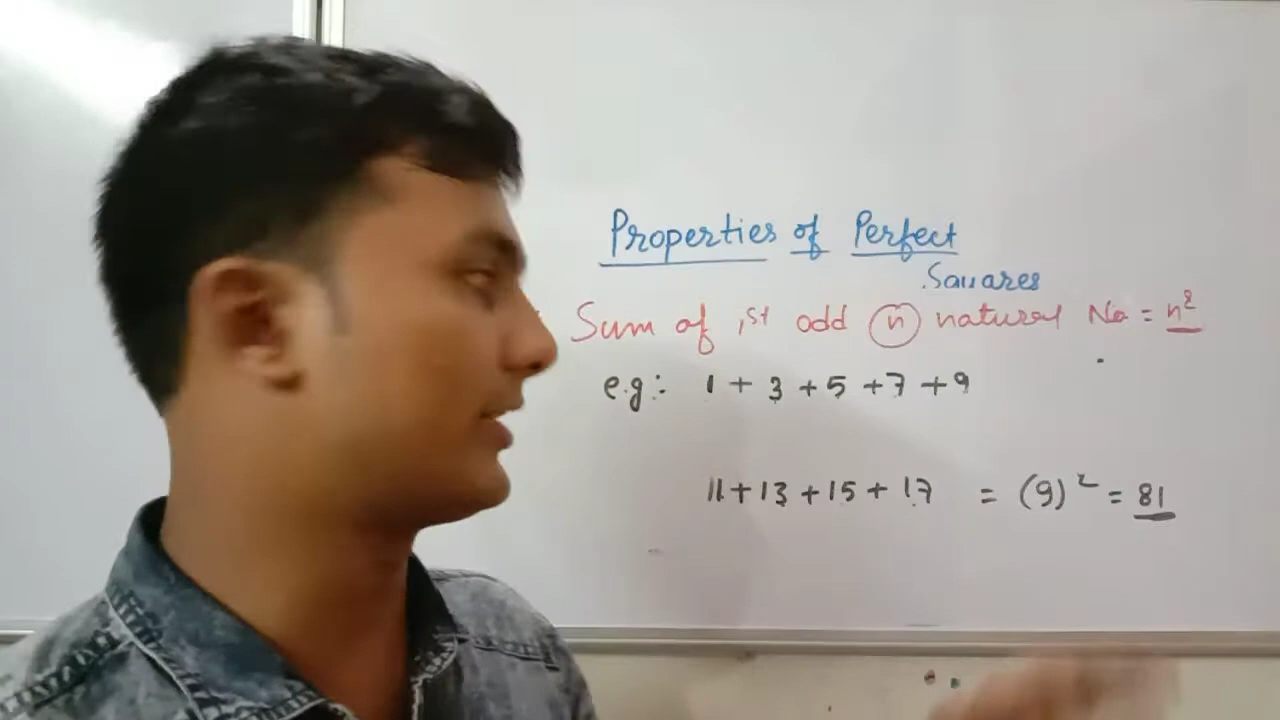 Properties of Perfect
Squares
Sum of 1st odd n natural No = n²
e.g:- 1 + 3 + 5 + 7 + 9
11 + 13 + 15 + 17 = (9)² = 81